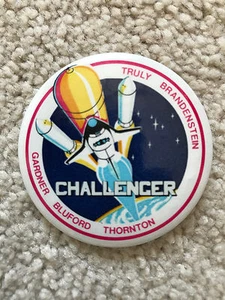 TRULY BRANDENSTEIN
CHALLENGER
GARDNER BLUFORD THORNTON